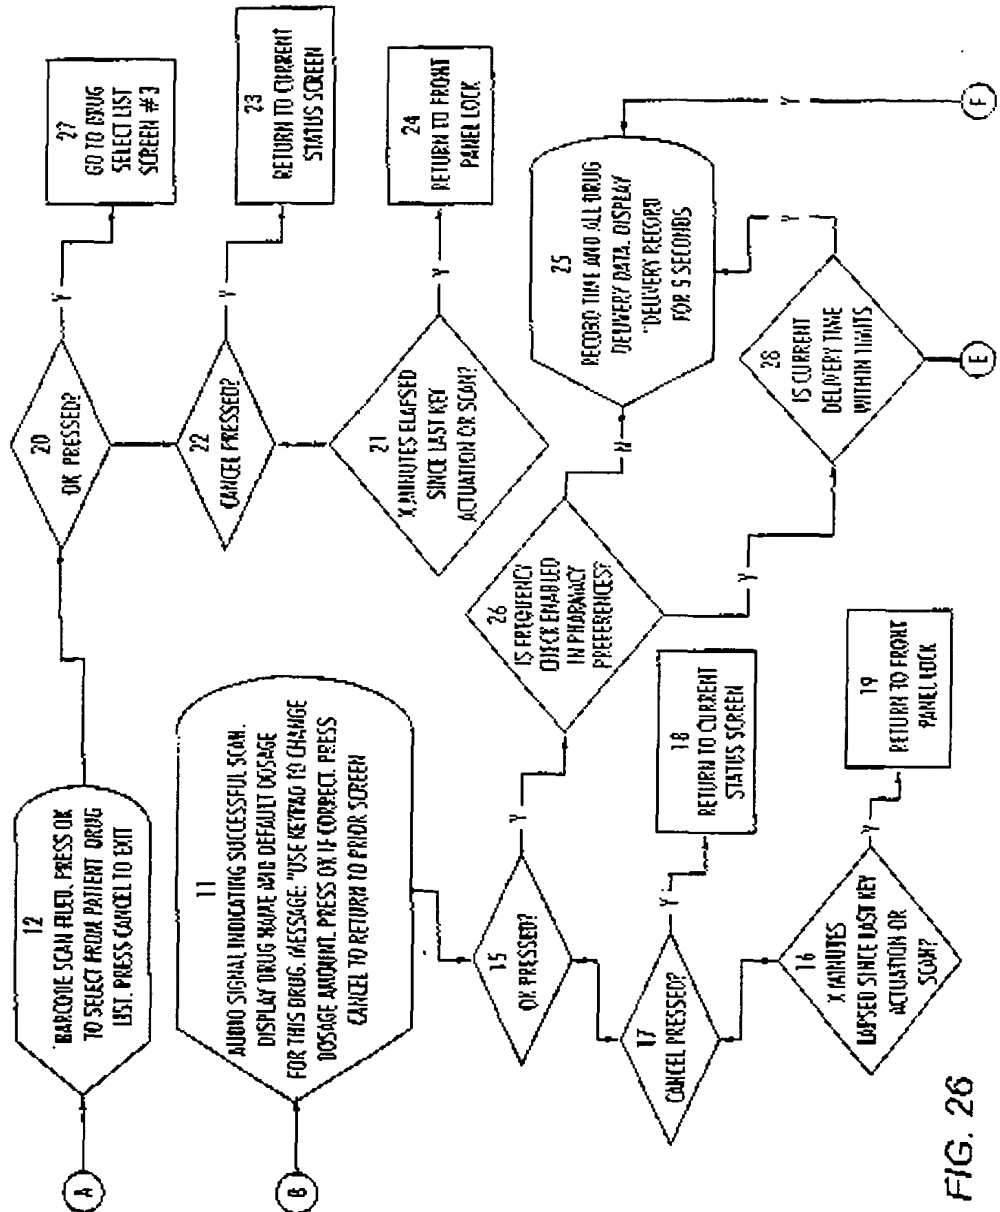 A
12
"BARCODE SCAN FILED. PRESS OK
TO SELECT FROM PATIENT DRUG
LIST. PRESS CANCEL TO EXIT
20
OK PRESSED?
Y
27
GO TO DRUG
SELECT LIST
SCREEN #3
22
CANCEL PRESSED?
Y
23
RETURN TO CURRENT
STATUS SCREEN
21
X MINUTES ELAPSED
SINCE LAST KEY
ACTUATION OR SCAN?
Y
24
RETURN TO FRONT
PANEL LOCK
B
11
AUDIO SIGNAL INDICATING SUCCESSFUL SCAN.
DISPLAY DRUG NAME AND DEFAULT DOSAGE
FOR THIS DRUG. MESSAGE: "USE KEYPAD TO CHANGE
DOSAGE AMOUNT. PRESS OK IF CORRECT. PRESS
CANCEL TO RETURN TO PRIOR SCREEN
15
OK PRESSED?
Y
26
IS FREQUENCY
CHECK ENABLED
IN PHARMACY
PREFERENCES?
N
25
RECORD TIME AND ALL DRUG
DELIVERY DATA. DISPLAY
"DELIVERY RECORD
FOR 5 SECONDS
Y
F
Y
28
IS CURRENT
DELIVERY TIME
WITHIN LIMITS
Y
E
17
CANCEL PRESSED?
Y
18
RETURN TO CURRENT
STATUS SCREEN
16
X MINUTES
LAPSED SINCE LAST KEY
ACTUATION OR
SCAN?
Y
19
RETURN TO FRONT
PANEL LOCK
FIG. 26